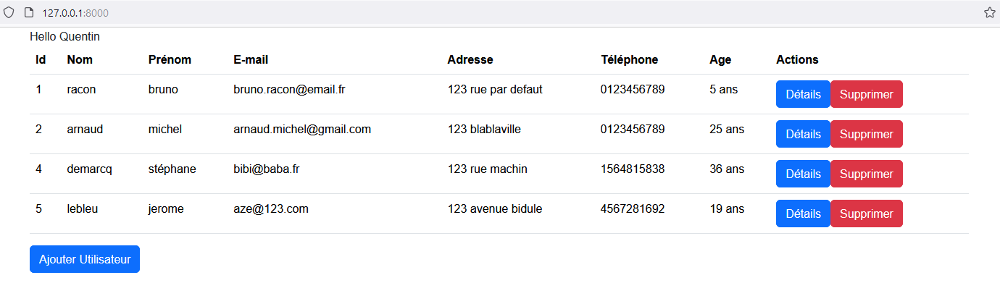 127.0.0.1:8000
Hello Quentin
Id Nom Prénom E-mail Adresse Téléphone Age Actions
1 racon bruno bruno.racon@email.fr 123 rue par defaut 0123456789 5 ans Détails Supprimer
2 arnaud michel arnaud.michel@gmail.com 123 blablaville 0123456789 25 ans Détails Supprimer
4 demarcq stéphane bibi@baba.fr 123 rue machin 1564815838 36 ans Détails Supprimer
5 lebleu jerome aze@123.com 123 avenue bidule 4567281692 19 ans Détails Supprimer
Ajouter Utilisateur